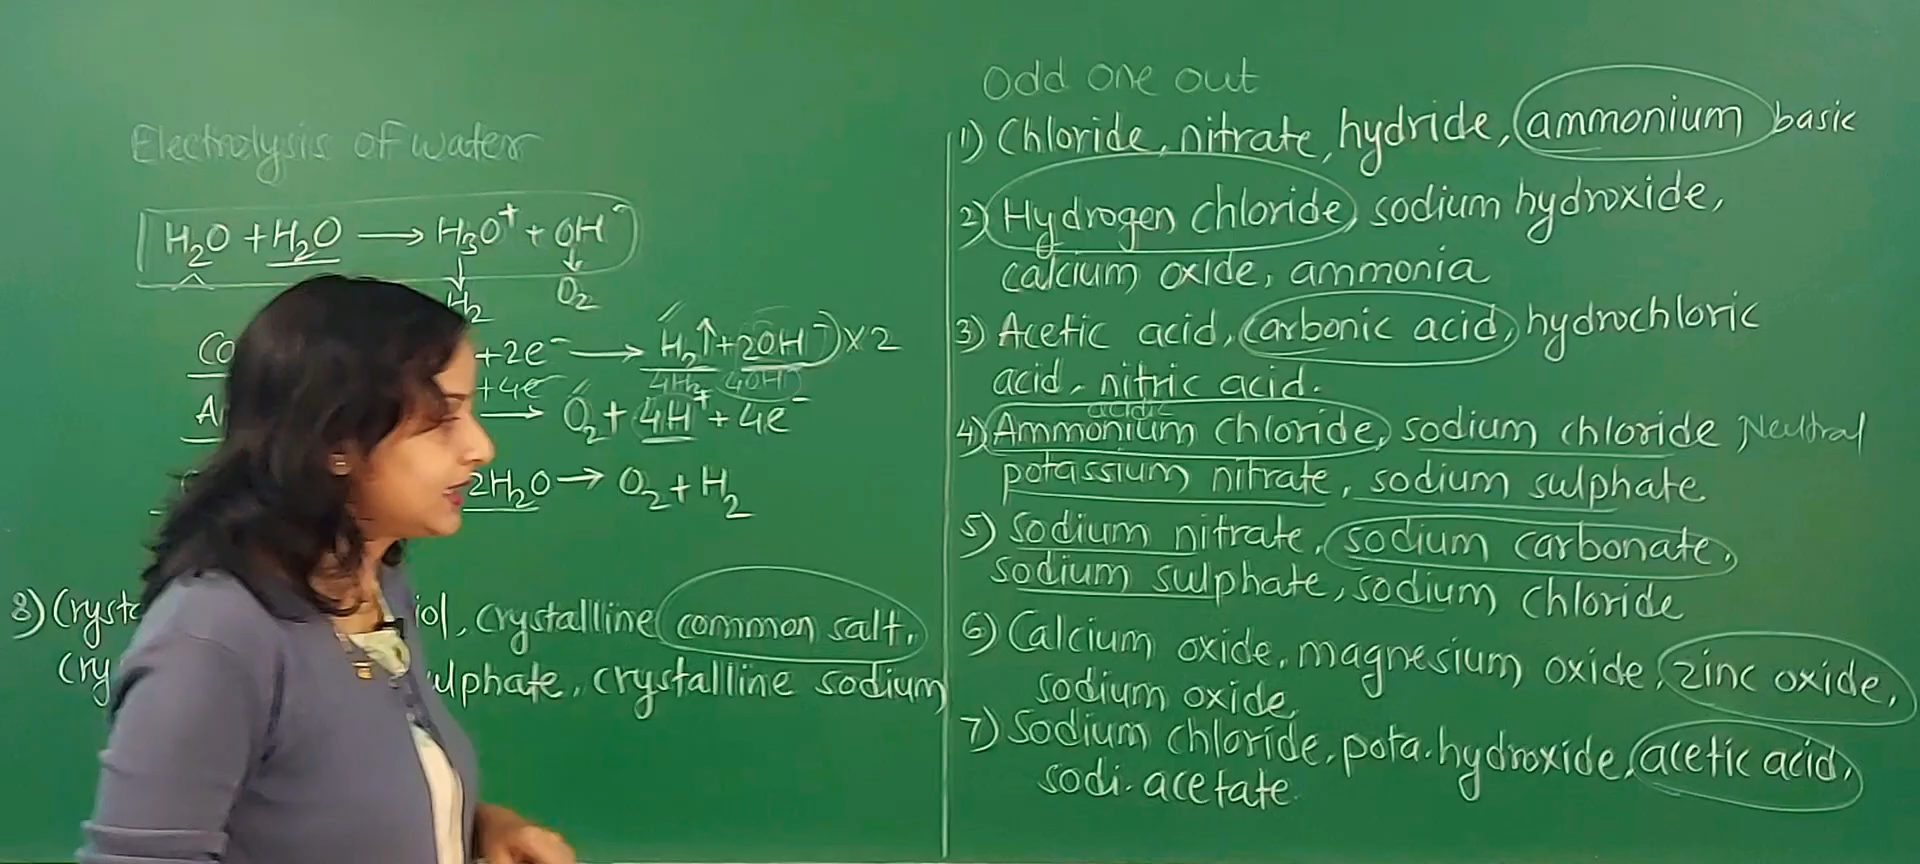 Electrolysis of water
H₂O + H₂O ⟶ H₃O⁺ + OH⁻
H₂ O₂
+2e⁻ ⟶ H₂↑ + 2OH⁻) × 2
+4e⁻ 4H₂ 4OH⁻
⟶ O₂ + 4H⁺ + 4e⁻
2H₂O → O₂ + H₂
8) Crystalline common salt,
sulphate, crystalline sodium
Odd one out
1) Chloride, nitrate, hydride, ammonium basic
2) Hydrogen chloride, sodium hydroxide,
calcium oxide, ammonia
3) Acetic acid, carbonic acid, hydrochloric
acid, nitric acid.
acidic
4) Ammonium chloride, sodium chloride Neutral
potassium nitrate, sodium sulphate
5) Sodium nitrate, sodium carbonate,
sodium sulphate, sodium chloride
6) Calcium oxide, magnesium oxide, zinc oxide,
sodium oxide,
7) Sodium chloride, pota. hydroxide, acetic acid,
sodi. acetate.